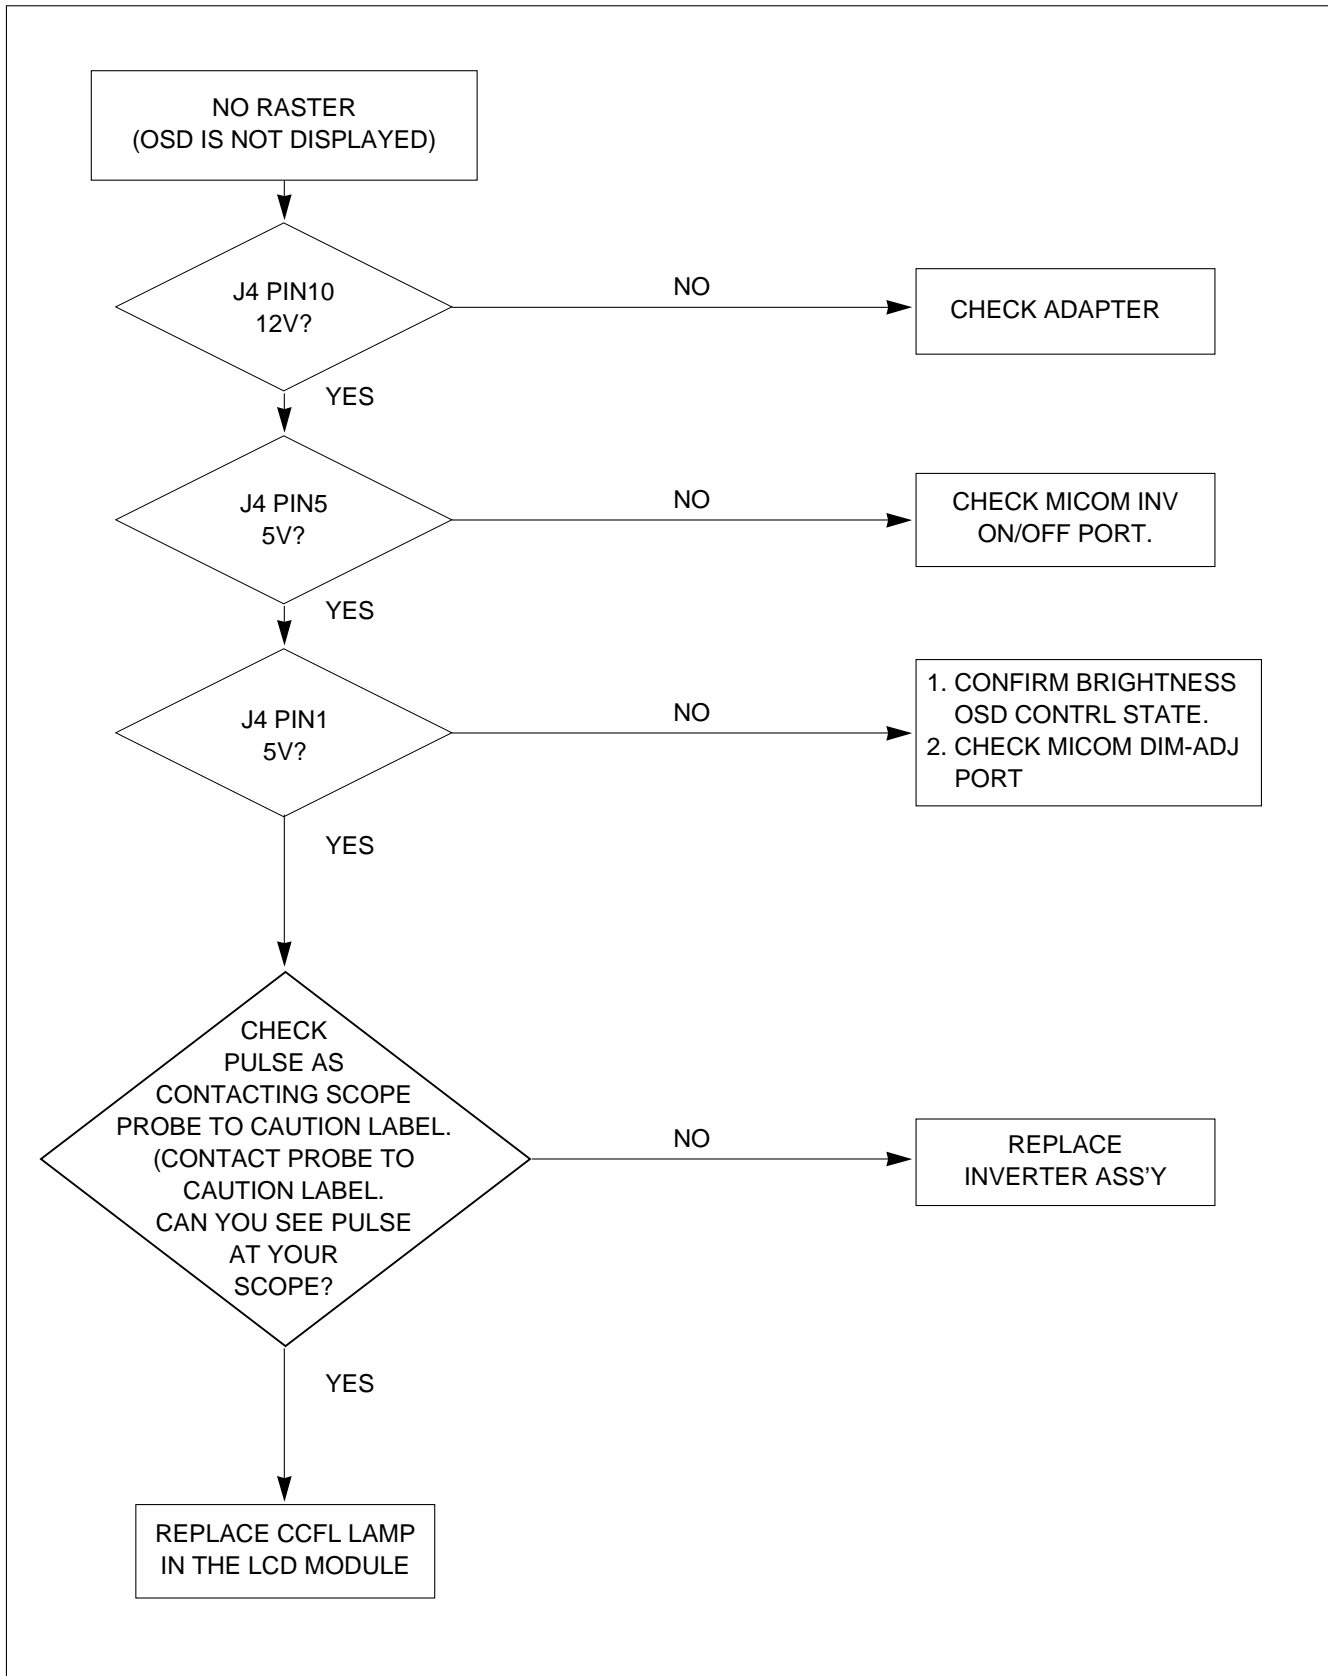 NO RASTER
(OSD IS NOT DISPLAYED)
J4 PIN10
12V?
NO
CHECK ADAPTER
YES
J4 PIN5
5V?
NO
CHECK MICOM INV
ON/OFF PORT.
YES
J4 PIN1
5V?
NO
1. CONFIRM BRIGHTNESS
OSD CONTRL STATE.
2. CHECK MICOM DIM-ADJ
PORT
YES
CHECK
PULSE AS
CONTACTING SCOPE
PROBE TO CAUTION LABEL.
(CONTACT PROBE TO
CAUTION LABEL.
CAN YOU SEE PULSE
AT YOUR
SCOPE?
NO
REPLACE
INVERTER ASS'Y
YES
REPLACE CCFL LAMP
IN THE LCD MODULE